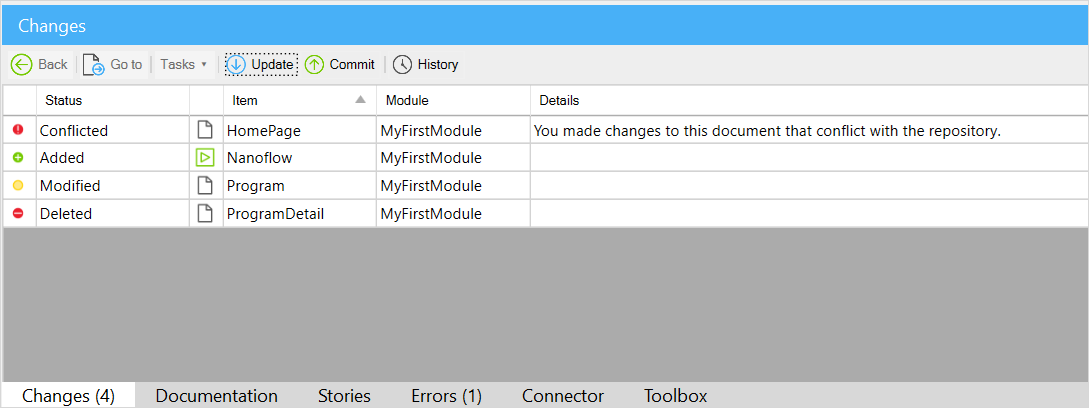 Changes
Back Go to Tasks Update Commit History
Status Item Module Details
Conflicted HomePage MyFirstModule You made changes to this document that conflict with the repository.
Added Nanoflow MyFirstModule
Modified Program MyFirstModule
Deleted ProgramDetail MyFirstModule
Changes (4) Documentation Stories Errors (1) Connector Toolbox